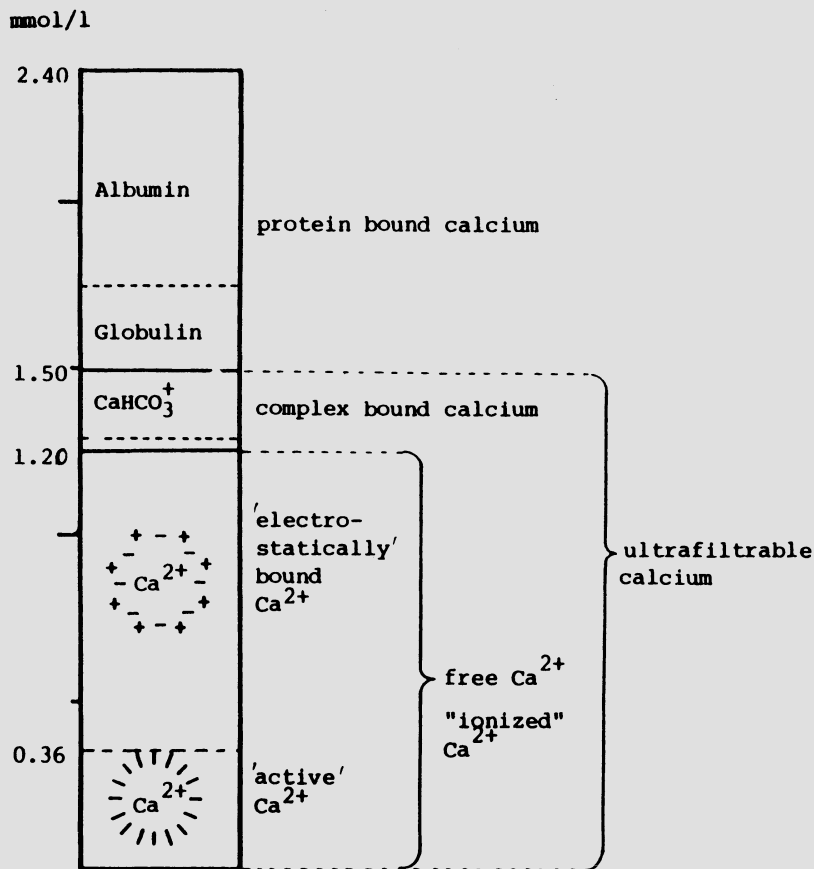 mmol/l
2.40
Albumin
protein bound calcium
Globulin
1.50
CaHCO₃⁺
complex bound calcium
1.20
'electro-
statically'
bound
Ca²⁺
+ - +
- -
+ +
- Ca²⁺ -
+ +
- -
+ - +
ultrafiltrable
calcium
free Ca²⁺
"ionized"
Ca²⁺
0.36
'active'
Ca²⁺
Ca²⁺